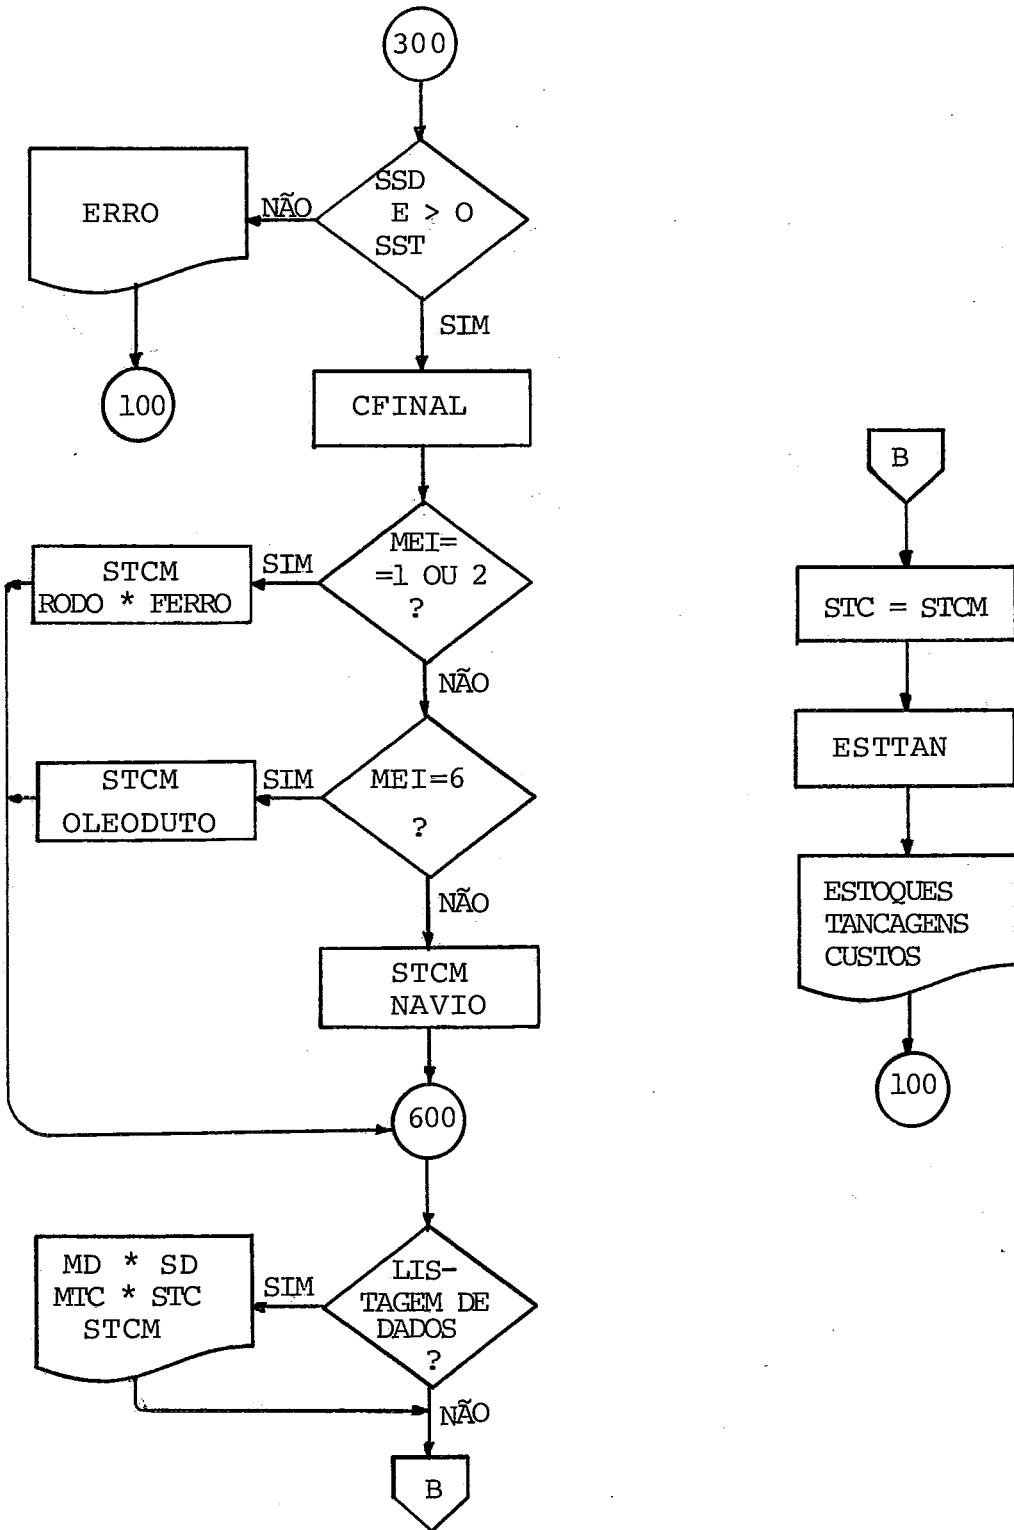 300
SSD
E > O
SST
NÃO
ERRO
SIM
100
CFINAL
MEI=
=1 OU 2
?
SIM
STCM
RODO * FERRO
NÃO
MEI=6
?
SIM
STCM
OLEODUTO
NÃO
STCM
NAVIO
600
LIS-
TAGEM DE
DADOS
?
SIM
MD * SD
MTC * STC
STCM
NÃO
B
B
STC = STCM
ESTTAN
ESTOQUES
TANCAGENS
CUSTOS
100